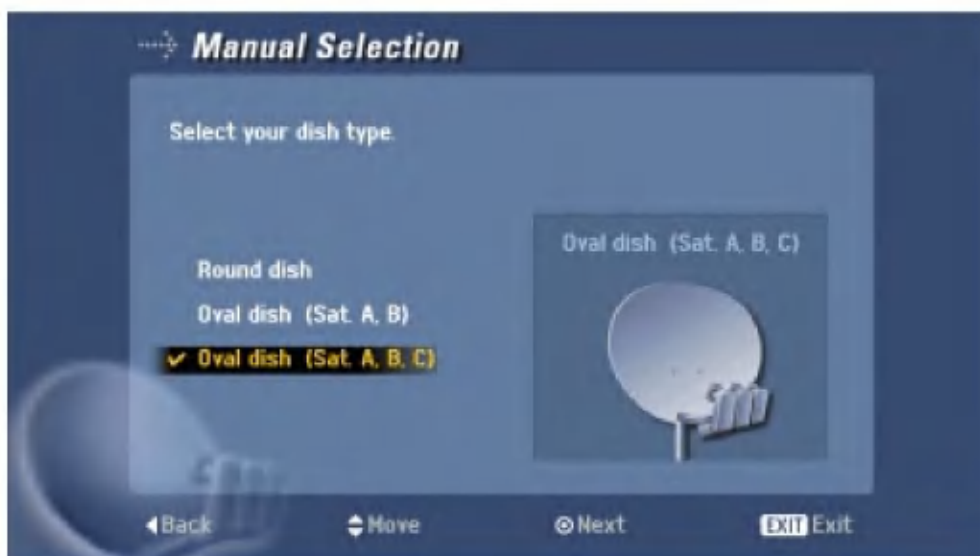 Manual Selection
Select your dish type.
Round dish
Oval dish (Sat. A, B)
Oval dish (Sat. A, B, C)
Oval dish (Sat. A, B, C)
Back
Move
Next
EXIT Exit